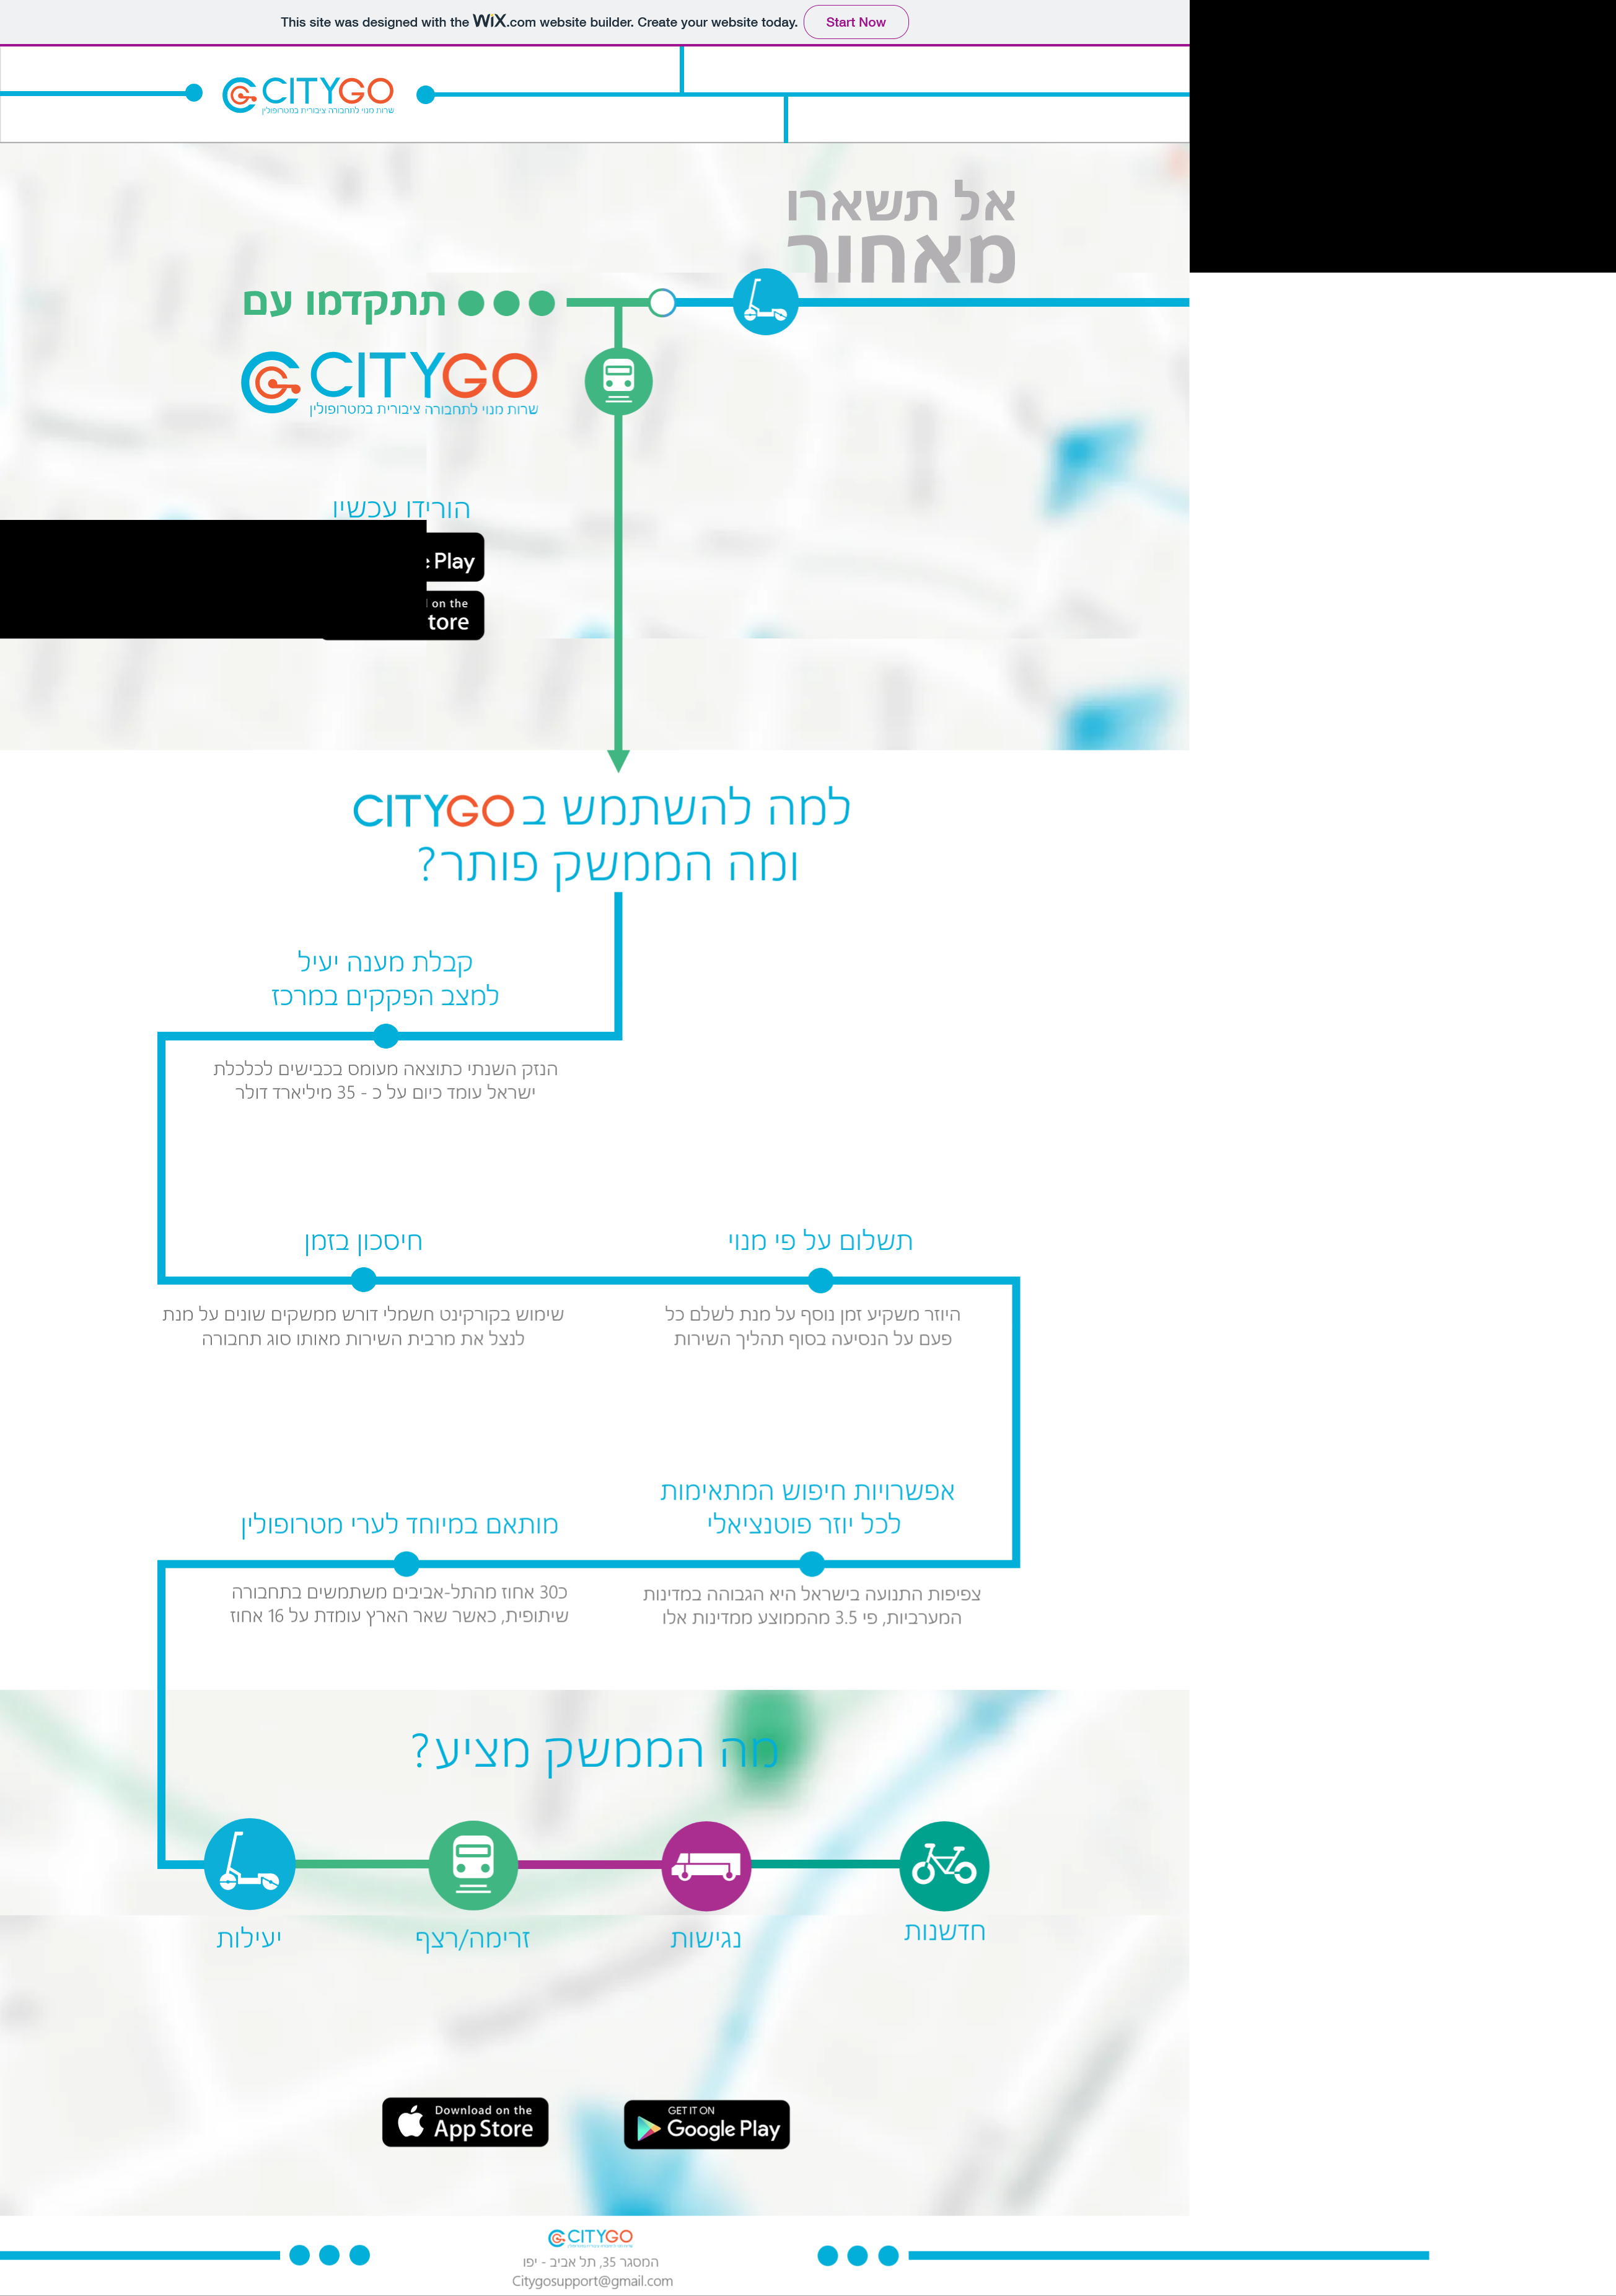 This site was designed with the WiX.com website builder. Create your website today. Start Now
CITYGO
שרות מנוי לתחבורה ציבורית במטרופולין
אל תשארו
מאחור
תתקדמו עם
CITYGO
שרות מנוי לתחבורה ציבורית במטרופולין
הורידו עכשיו
Play
on the
tore
למה להשתמש ב CITYGO
ומה הממשק פותר?
קבלת מענה יעיל
למצב הפקקים במרכז
הנזק השנתי כתוצאה מעומס בכבישים לכלכלת
ישראל עומד כיום על כ - 35 מיליארד דולר
תשלום על פי מנוי
היוזר משקיע זמן נוסף על מנת לשלם כל
פעם על הנסיעה בסוף תהליך השירות
חיסכון בזמן
שימוש בקורקינט חשמלי דורש ממשקים שונים על מנת
לנצל את מרבית השירות מאותו סוג תחבורה
אפשרויות חיפוש המתאימות
לכל יוזר פוטנציאלי
צפיפות התנועה בישראל היא הגבוהה במדינות
המערביות, פי 3.5 מהממוצע ממדינות אלו
מותאם במיוחד לערי מטרופולין
כ30 אחוז מהתל-אביבים משתמשים בתחבורה
שיתופית, כאשר שאר הארץ עומדת על 16 אחוז
מה הממשק מציע?
חדשנות
נגישות
זרימה/רצף
יעילות
Download on the
App Store
GET IT ON
Google Play
CITYGO
המסגר 35, תל אביב - יפו
Citygosupport@gmail.com